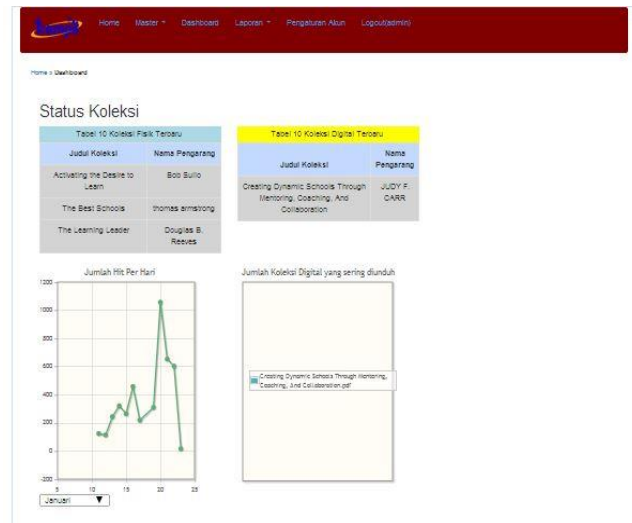 Home Master Dashboard Laporan Pengaturan Akun Logout(admin)
Home » Dashboard
Status Koleksi
Tabel 10 Koleksi Fisik Terbaru
Judul Koleksi Nama Pengarang
Activating the Desire to Learn Bob Sullo
The Best Schools thomas armstrong
The Learning Leader Douglas B. Reeves
Tabel 10 Koleksi Digital Terbaru
Judul Koleksi Nama Pengarang
Creating Dynamic Schools Through Mentoring, Coaching, And Collaboration JUDY F. CARR
Jumlah Hit Per Hari
1200
1000
800
600
400
200
0
-200
5 10 15 20 25
Januari
Jumlah Koleksi Digital yang sering diunduh
Creating Dynamic Schools Through Mentoring,
Coaching, And Collaboration.pdf